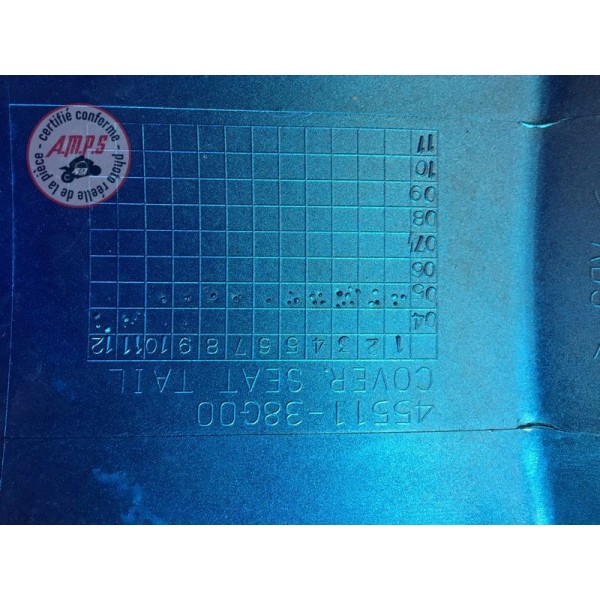 - certifié conforme -
photo réelle de la pièce
A.M.P.S
45511-38G00
COVER, SEAT TAIL
1 2 3 4 5 6 7 8 9 10 11 12
04
05
06
07
08
09
10
11